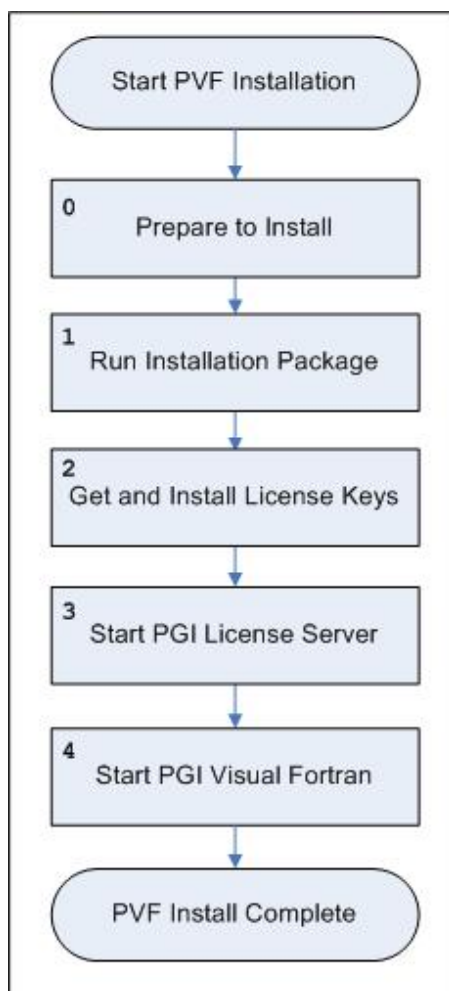 Start PVF Installation
0
Prepare to Install
1
Run Installation Package
2
Get and Install License Keys
3
Start PGI License Server
4
Start PGI Visual Fortran
PVF Install Complete